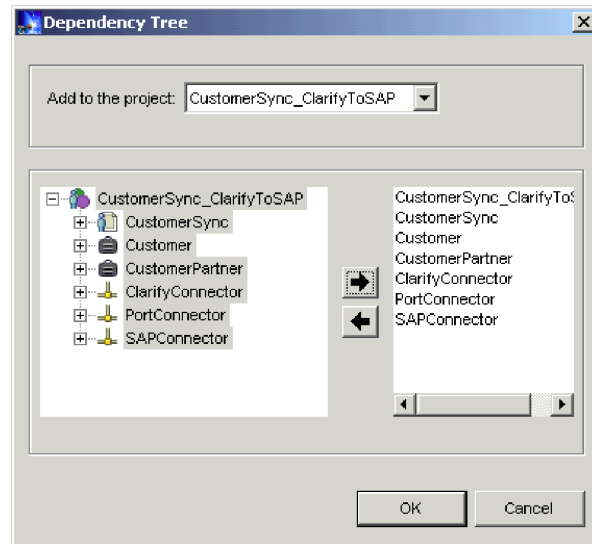 Dependency Tree
Add to the project: CustomerSync_ClarifyToSAP
CustomerSync_ClarifyToSAP
CustomerSync
Customer
CustomerPartner
ClarifyConnector
PortConnector
SAPConnector
CustomerSync_ClarifyToS
CustomerSync
Customer
CustomerPartner
ClarifyConnector
PortConnector
SAPConnector
OK Cancel